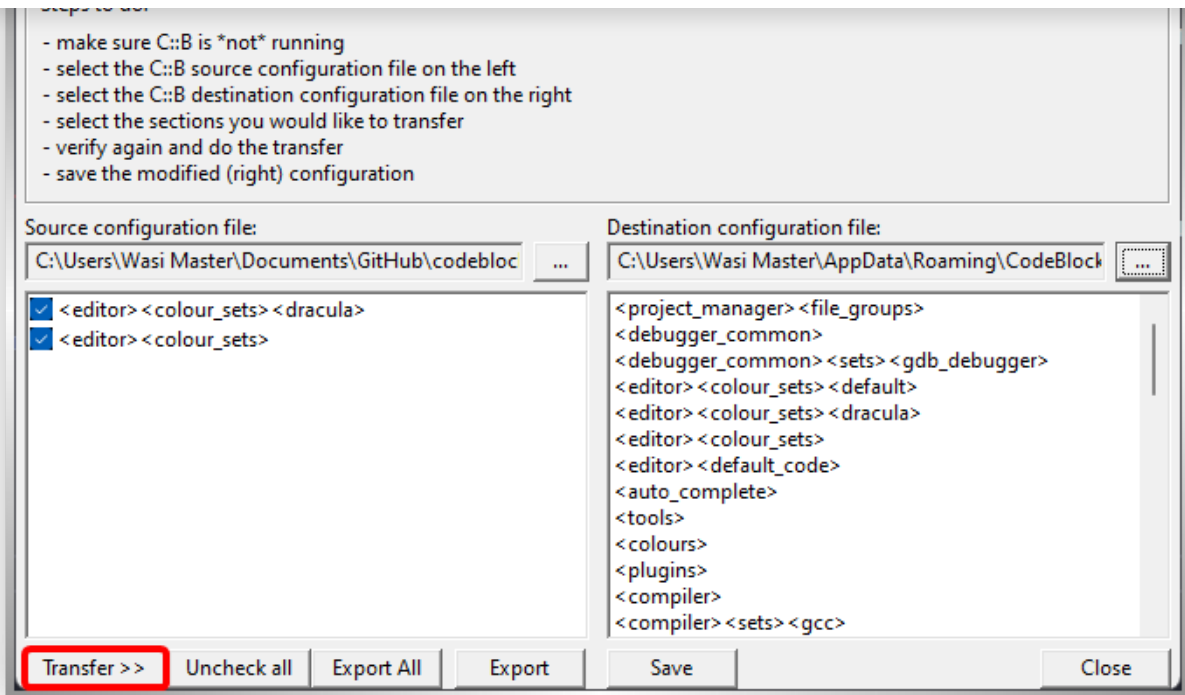 Steps to do:
- make sure C::B is *not* running
- select the C::B source configuration file on the left
- select the C::B destination configuration file on the right
- select the sections you would like to transfer
- verify again and do the transfer
- save the modified (right) configuration
Source configuration file:
C:\Users\Wasi Master\Documents\GitHub\codebloc
...
<editor><colour_sets><dracula>
<editor><colour_sets>
Destination configuration file:
C:\Users\Wasi Master\AppData\Roaming\CodeBlock
...
<project_manager><file_groups>
<debugger_common>
<debugger_common><sets><gdb_debugger>
<editor><colour_sets><default>
<editor><colour_sets><dracula>
<editor><colour_sets>
<editor><default_code>
<auto_complete>
<tools>
<colours>
<plugins>
<compiler>
<compiler><sets><gcc>
Transfer >> Uncheck all Export All Export Save Close